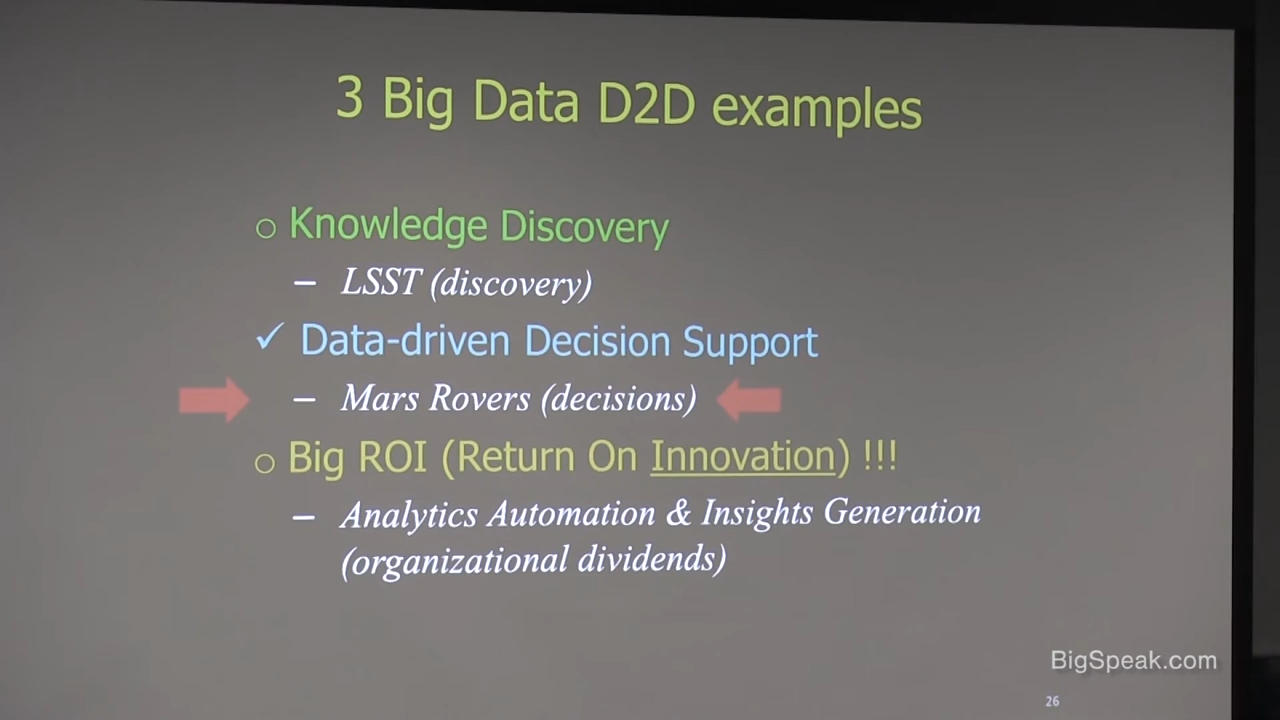 3 Big Data D2D examples
o Knowledge Discovery
– LSST (discovery)
✓ Data-driven Decision Support
– Mars Rovers (decisions)
o Big ROI (Return On Innovation) !!!
– Analytics Automation & Insights Generation
(organizational dividends)
BigSpeak.com
26